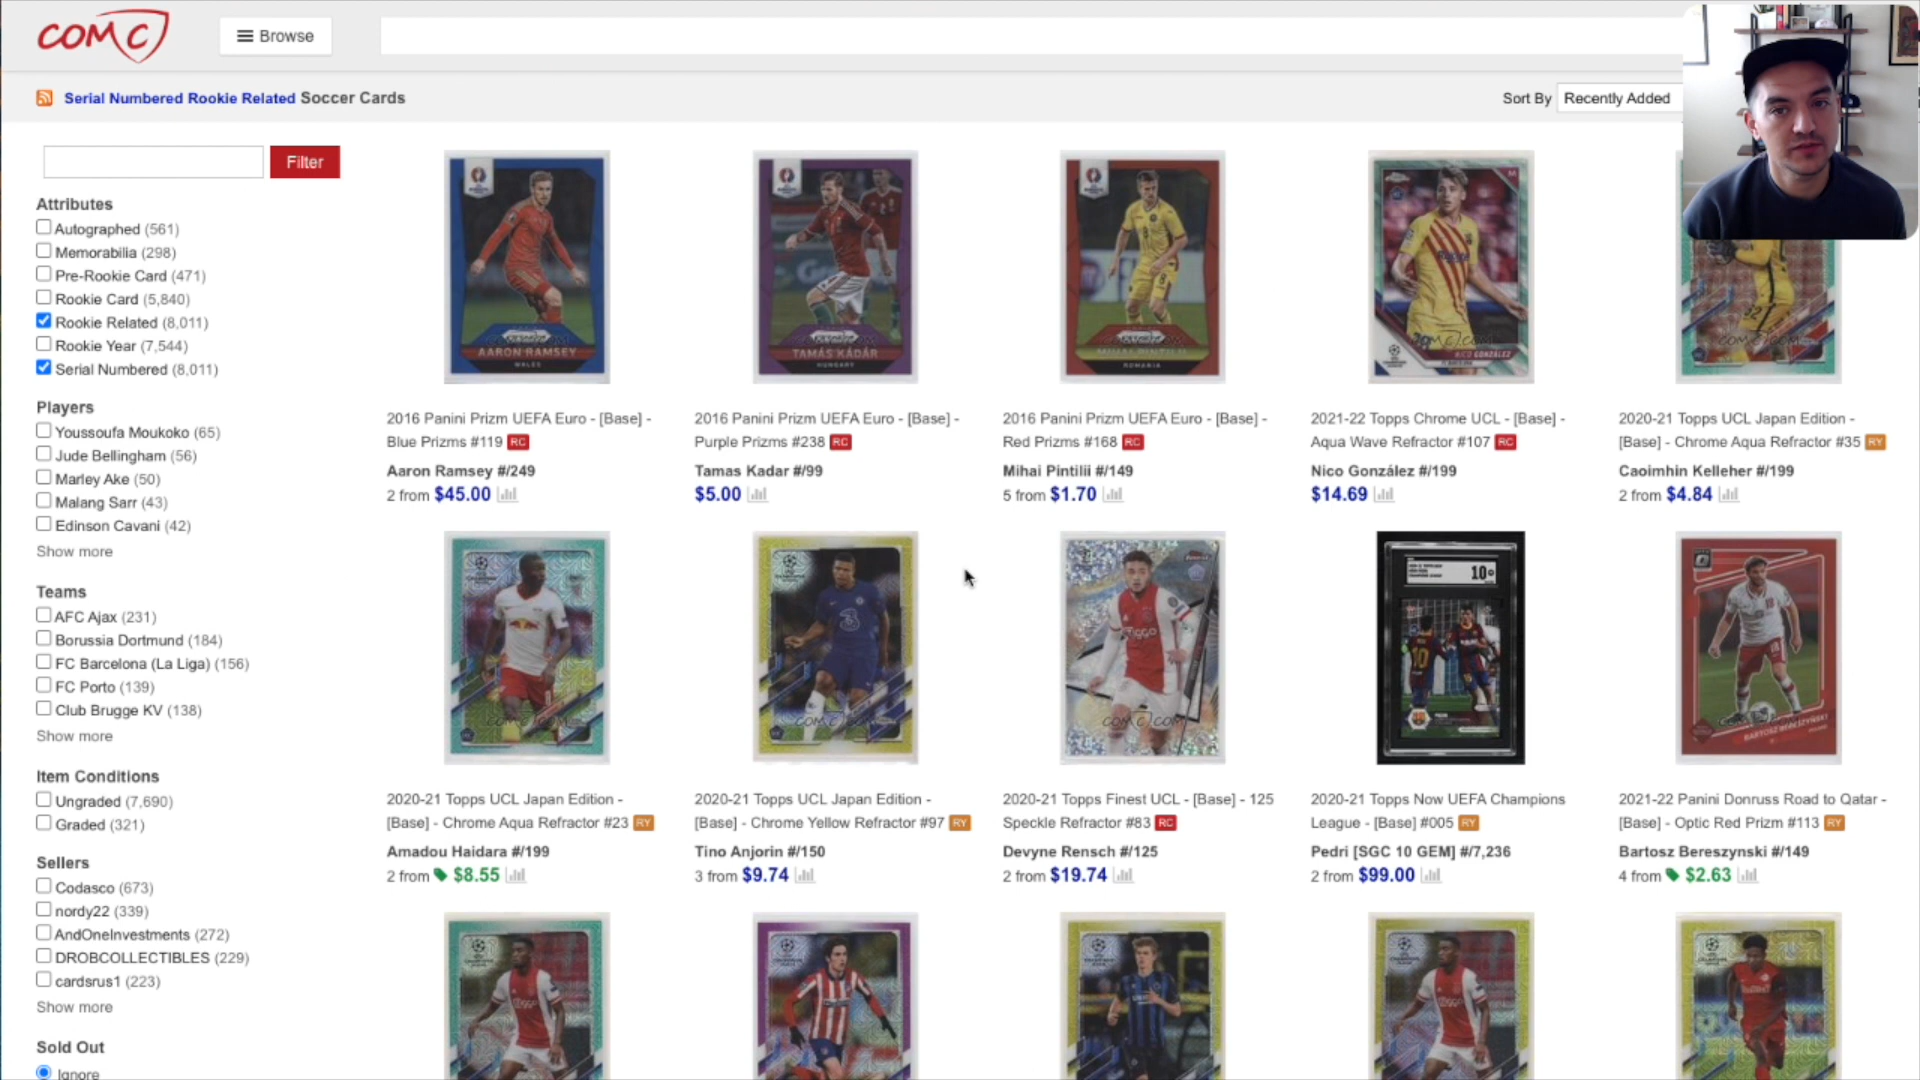 COMC
Browse
Serial Numbered Rookie Related Soccer Cards
Sort By Recently Added
Filter
Attributes
Autographed (561)
Memorabilia (298)
Pre-Rookie Card (471)
Rookie Card (5,840)
Rookie Related (8,011)
Rookie Year (7,544)
Serial Numbered (8,011)
Players
Youssoufa Moukoko (65)
Jude Bellingham (56)
Marley Ake (50)
Malang Sarr (43)
Edinson Cavani (42)
Show more
Teams
AFC Ajax (231)
Borussia Dortmund (184)
FC Barcelona (La Liga) (156)
FC Porto (139)
Club Brugge KV (138)
Show more
Item Conditions
Ungraded (7,690)
Graded (321)
Sellers
Codasco (673)
nordy22 (339)
AndOneInvestments (272)
DROBCOLLECTIBLES (229)
cardsrus1 (223)
Show more
Sold Out
Ignore
AARON RAMSEY
WALES
2016 Panini Prizm UEFA Euro - [Base] -
Blue Prizms #119 RC
Aaron Ramsey #/249
2 from $45.00
TAMÁS KÁDÁR
HUNGARY
2016 Panini Prizm UEFA Euro - [Base] -
Purple Prizms #238 RC
Tamas Kadar #/99
$5.00
ROMANIA
2016 Panini Prizm UEFA Euro - [Base] -
Red Prizms #168 RC
Mihai Pintilii #/149
5 from $1.70
NICO GONZÁLEZ
2021-22 Topps Chrome UCL - [Base] -
Aqua Wave Refractor #107 RC
Nico González #/199
$14.69
2020-21 Topps UCL Japan Edition -
[Base] - Chrome Aqua Refractor #35 RY
Caoimhin Kelleher #/199
2 from $4.84
2020-21 Topps UCL Japan Edition -
[Base] - Chrome Aqua Refractor #23 RY
Amadou Haidara #/199
2 from $8.55
2020-21 Topps UCL Japan Edition -
[Base] - Chrome Yellow Refractor #97 RY
Tino Anjorin #/150
3 from $9.74
COMC.COM
2020-21 Topps Finest UCL - [Base] - 125
Speckle Refractor #83 RC
Devyne Rensch #/125
2 from $19.74
10
2020-21 Topps Now UEFA Champions
League - [Base] #005 RY
Pedri [SGC 10 GEM] #/7,236
2 from $99.00
BARTOSZ BERESZYŃSKI
2021-22 Panini Donruss Road to Qatar -
[Base] - Optic Red Prizm #113 RY
Bartosz Bereszynski #/149
4 from $2.63